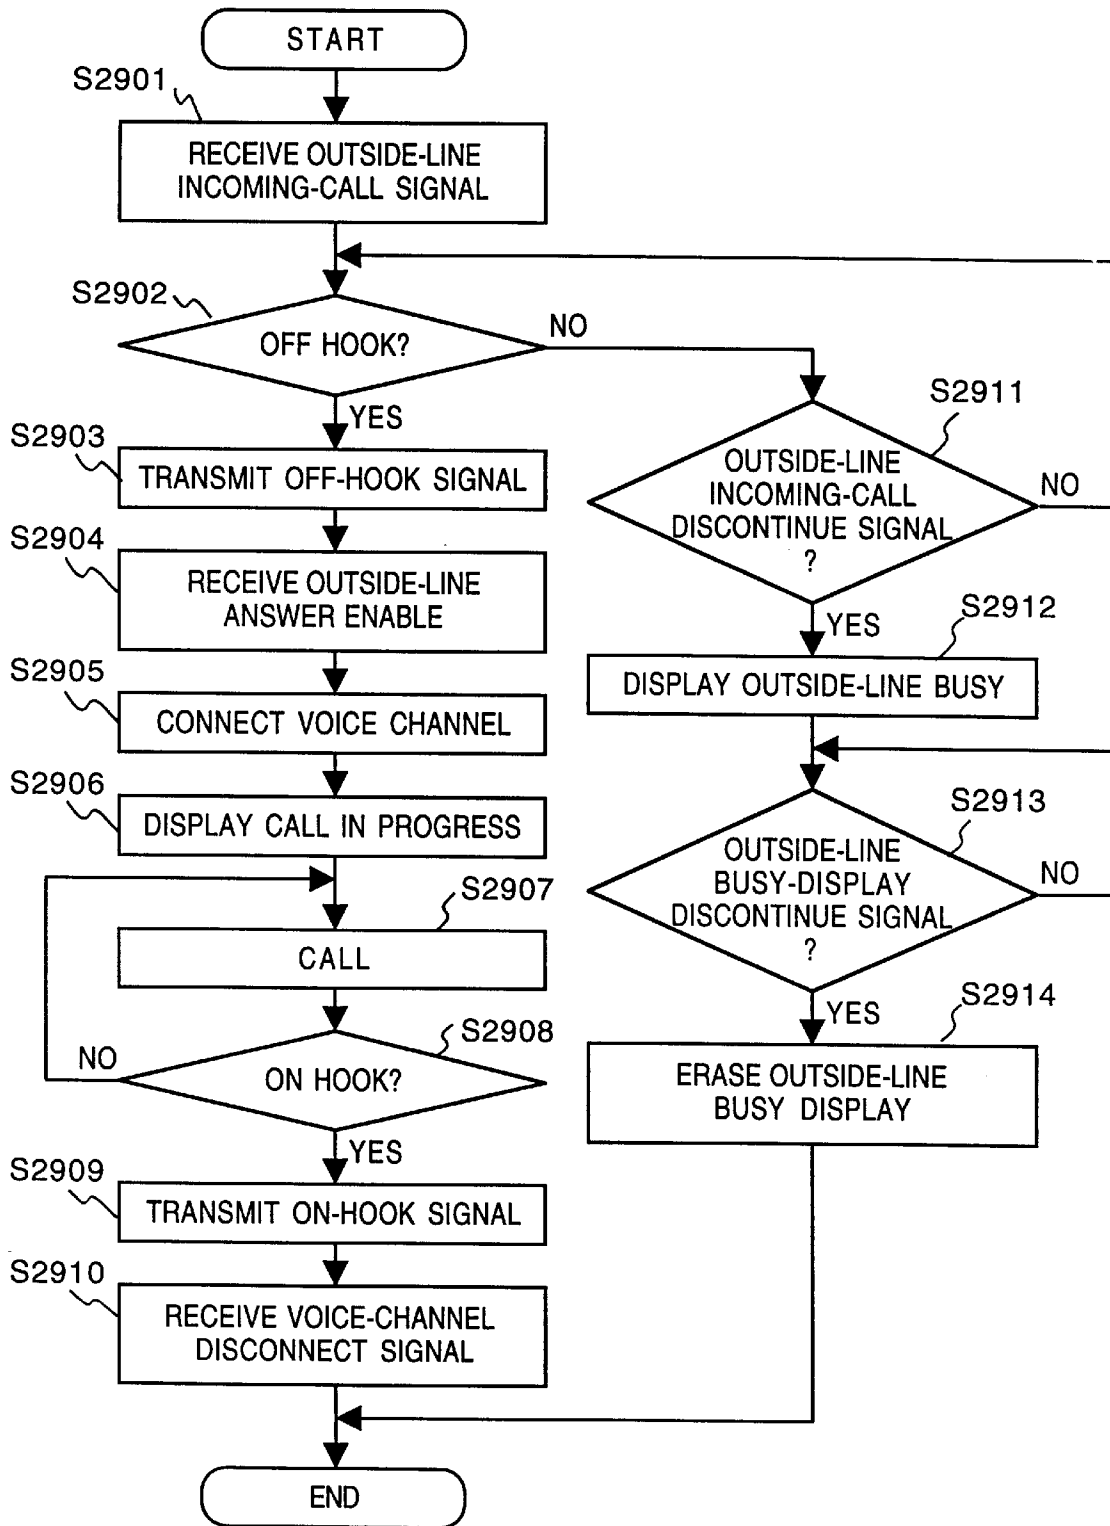 START
S2901
RECEIVE OUTSIDE-LINE
INCOMING-CALL SIGNAL
S2902
OFF HOOK?
NO
YES
S2903
TRANSMIT OFF-HOOK SIGNAL
S2904
RECEIVE OUTSIDE-LINE
ANSWER ENABLE
S2905
CONNECT VOICE CHANNEL
S2906
DISPLAY CALL IN PROGRESS
S2907
CALL
S2908
ON HOOK?
NO
YES
S2909
TRANSMIT ON-HOOK SIGNAL
S2910
RECEIVE VOICE-CHANNEL
DISCONNECT SIGNAL
S2911
OUTSIDE-LINE
INCOMING-CALL
DISCONTINUE SIGNAL
?
NO
YES
S2912
DISPLAY OUTSIDE-LINE BUSY
S2913
OUTSIDE-LINE
BUSY-DISPLAY
DISCONTINUE SIGNAL
?
NO
YES
S2914
ERASE OUTSIDE-LINE
BUSY DISPLAY
END